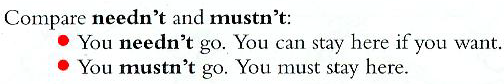 Compare needn't and mustn't:
• You needn't go. You can stay here if you want.
• You mustn't go. You must stay here.